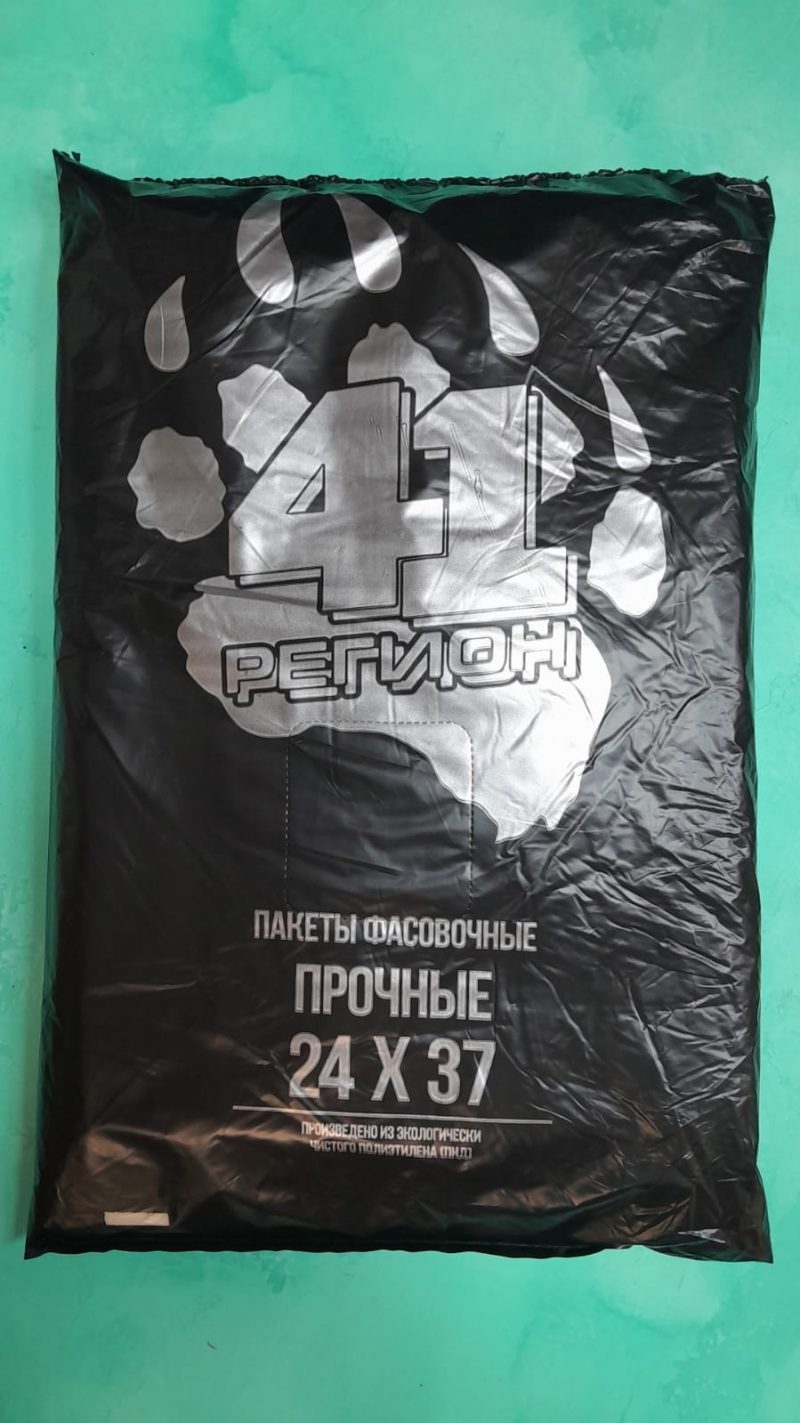 41
РЕГИОН
ПАКЕТЫ ФАСОВОЧНЫЕ
ПРОЧНЫЕ
24 X 37
ПРОИЗВЕДЕНО ИЗ ЭКОЛОГИЧЕСКИ
ЧИСТОГО ПОЛИЭТИЛЕНА (ПНД)